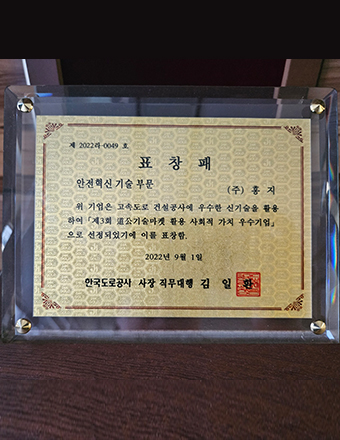 제 2022라-0049 호
표 창 패
안전혁신 기술 부문
(주) 홍 지
위 기업은 고속도로 건설공사에 우수한 신기술을 활용
하여 「제3회 道公기술마켓 활용 사회적 가치 우수기업」
으로 선정되었기에 이를 표창함.
2022년 9월 1일
한국도로공사 사장 직무대행 김 일 환